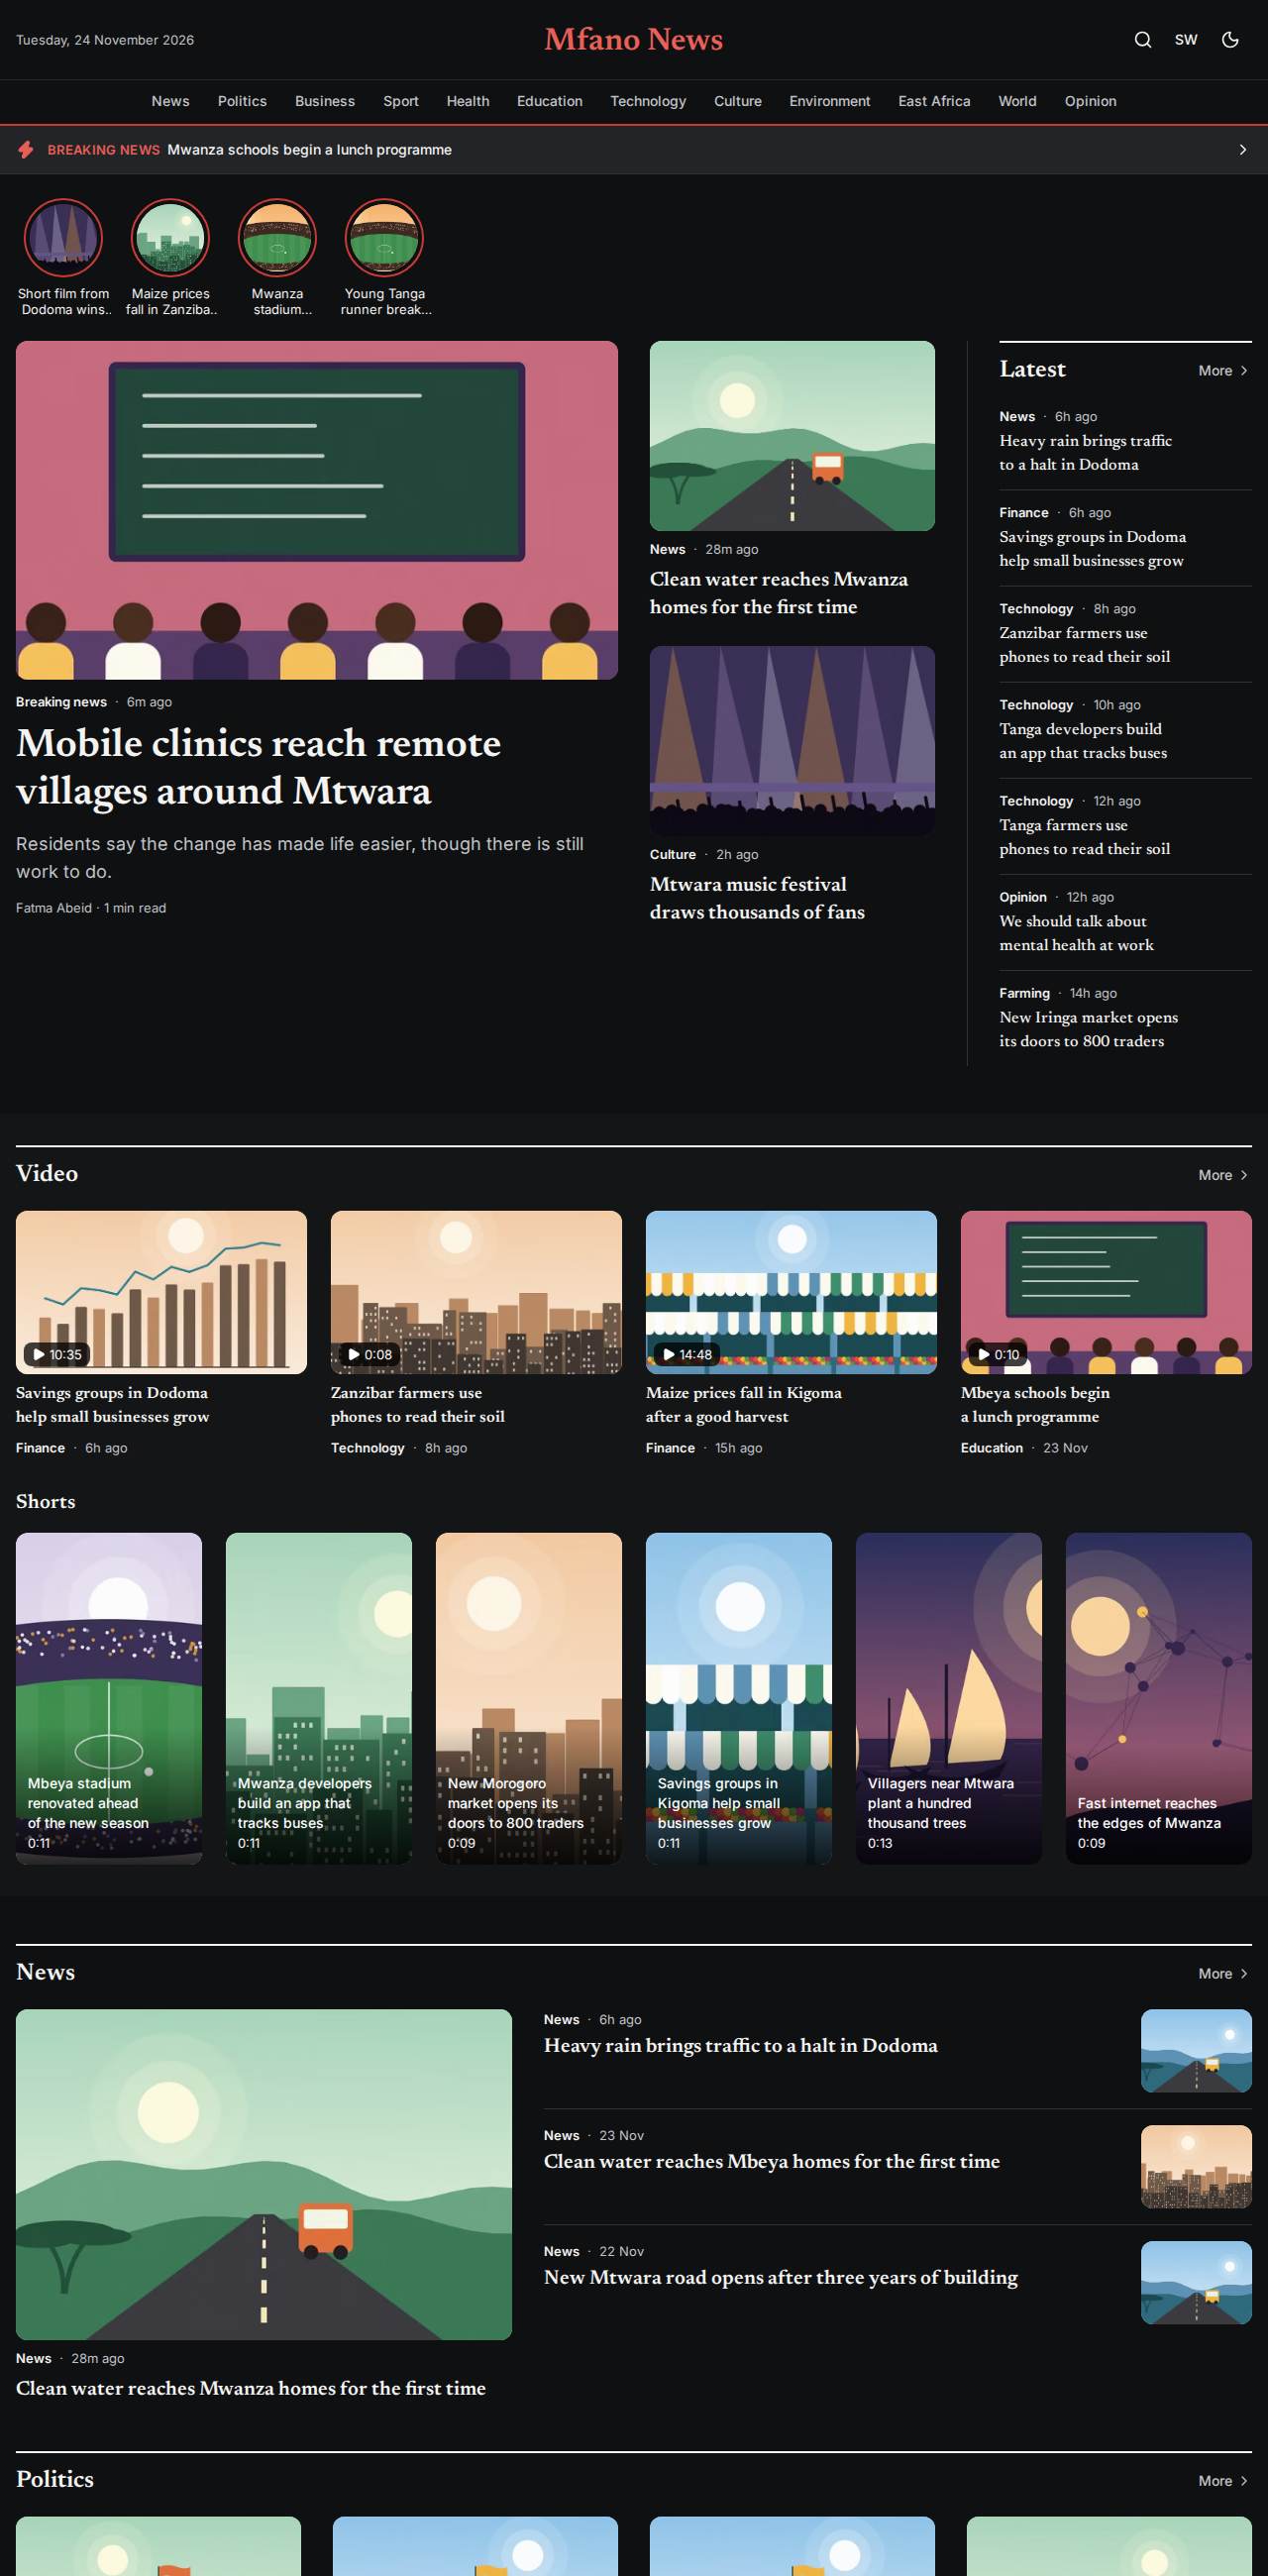 Tuesday, 24 November 2026
Mfano News
SW
News Politics Business Sport Health Education Technology Culture Environment East Africa World Opinion
BREAKING NEWS Mwanza schools begin a lunch programme
Short film from
Dodoma wins..
Maize prices
fall in Zanziba..
Mwanza
stadium...
Young Tanga
runner break...
Breaking news · 6m ago
Mobile clinics reach remote
villages around Mtwara
Residents say the change has made life easier, though there is still
work to do.
Fatma Abeid · 1 min read
News · 28m ago
Clean water reaches Mwanza
homes for the first time
Culture · 2h ago
Mtwara music festival
draws thousands of fans
Latest
More
News · 6h ago
Heavy rain brings traffic
to a halt in Dodoma
Finance · 6h ago
Savings groups in Dodoma
help small businesses grow
Technology · 8h ago
Zanzibar farmers use
phones to read their soil
Technology · 10h ago
Tanga developers build
an app that tracks buses
Technology · 12h ago
Tanga farmers use
phones to read their soil
Opinion · 12h ago
We should talk about
mental health at work
Farming · 14h ago
New Iringa market opens
its doors to 800 traders
Video
More
10:35
Savings groups in Dodoma
help small businesses grow
Finance · 6h ago
0:08
Zanzibar farmers use
phones to read their soil
Technology · 8h ago
14:48
Maize prices fall in Kigoma
after a good harvest
Finance · 15h ago
0:10
Mbeya schools begin
a lunch programme
Education · 23 Nov
Shorts
Mbeya stadium
renovated ahead
of the new season
0:11
Mwanza developers
build an app that
tracks buses
0:11
New Morogoro
market opens its
doors to 800 traders
0:09
Savings groups in
Kigoma help small
businesses grow
0:11
Villagers near Mtwara
plant a hundred
thousand trees
0:13
Fast internet reaches
the edges of Mwanza
0:09
News
More
News · 28m ago
Clean water reaches Mwanza homes for the first time
News · 6h ago
Heavy rain brings traffic to a halt in Dodoma
News · 23 Nov
Clean water reaches Mbeya homes for the first time
News · 22 Nov
New Mtwara road opens after three years of building
Politics
More